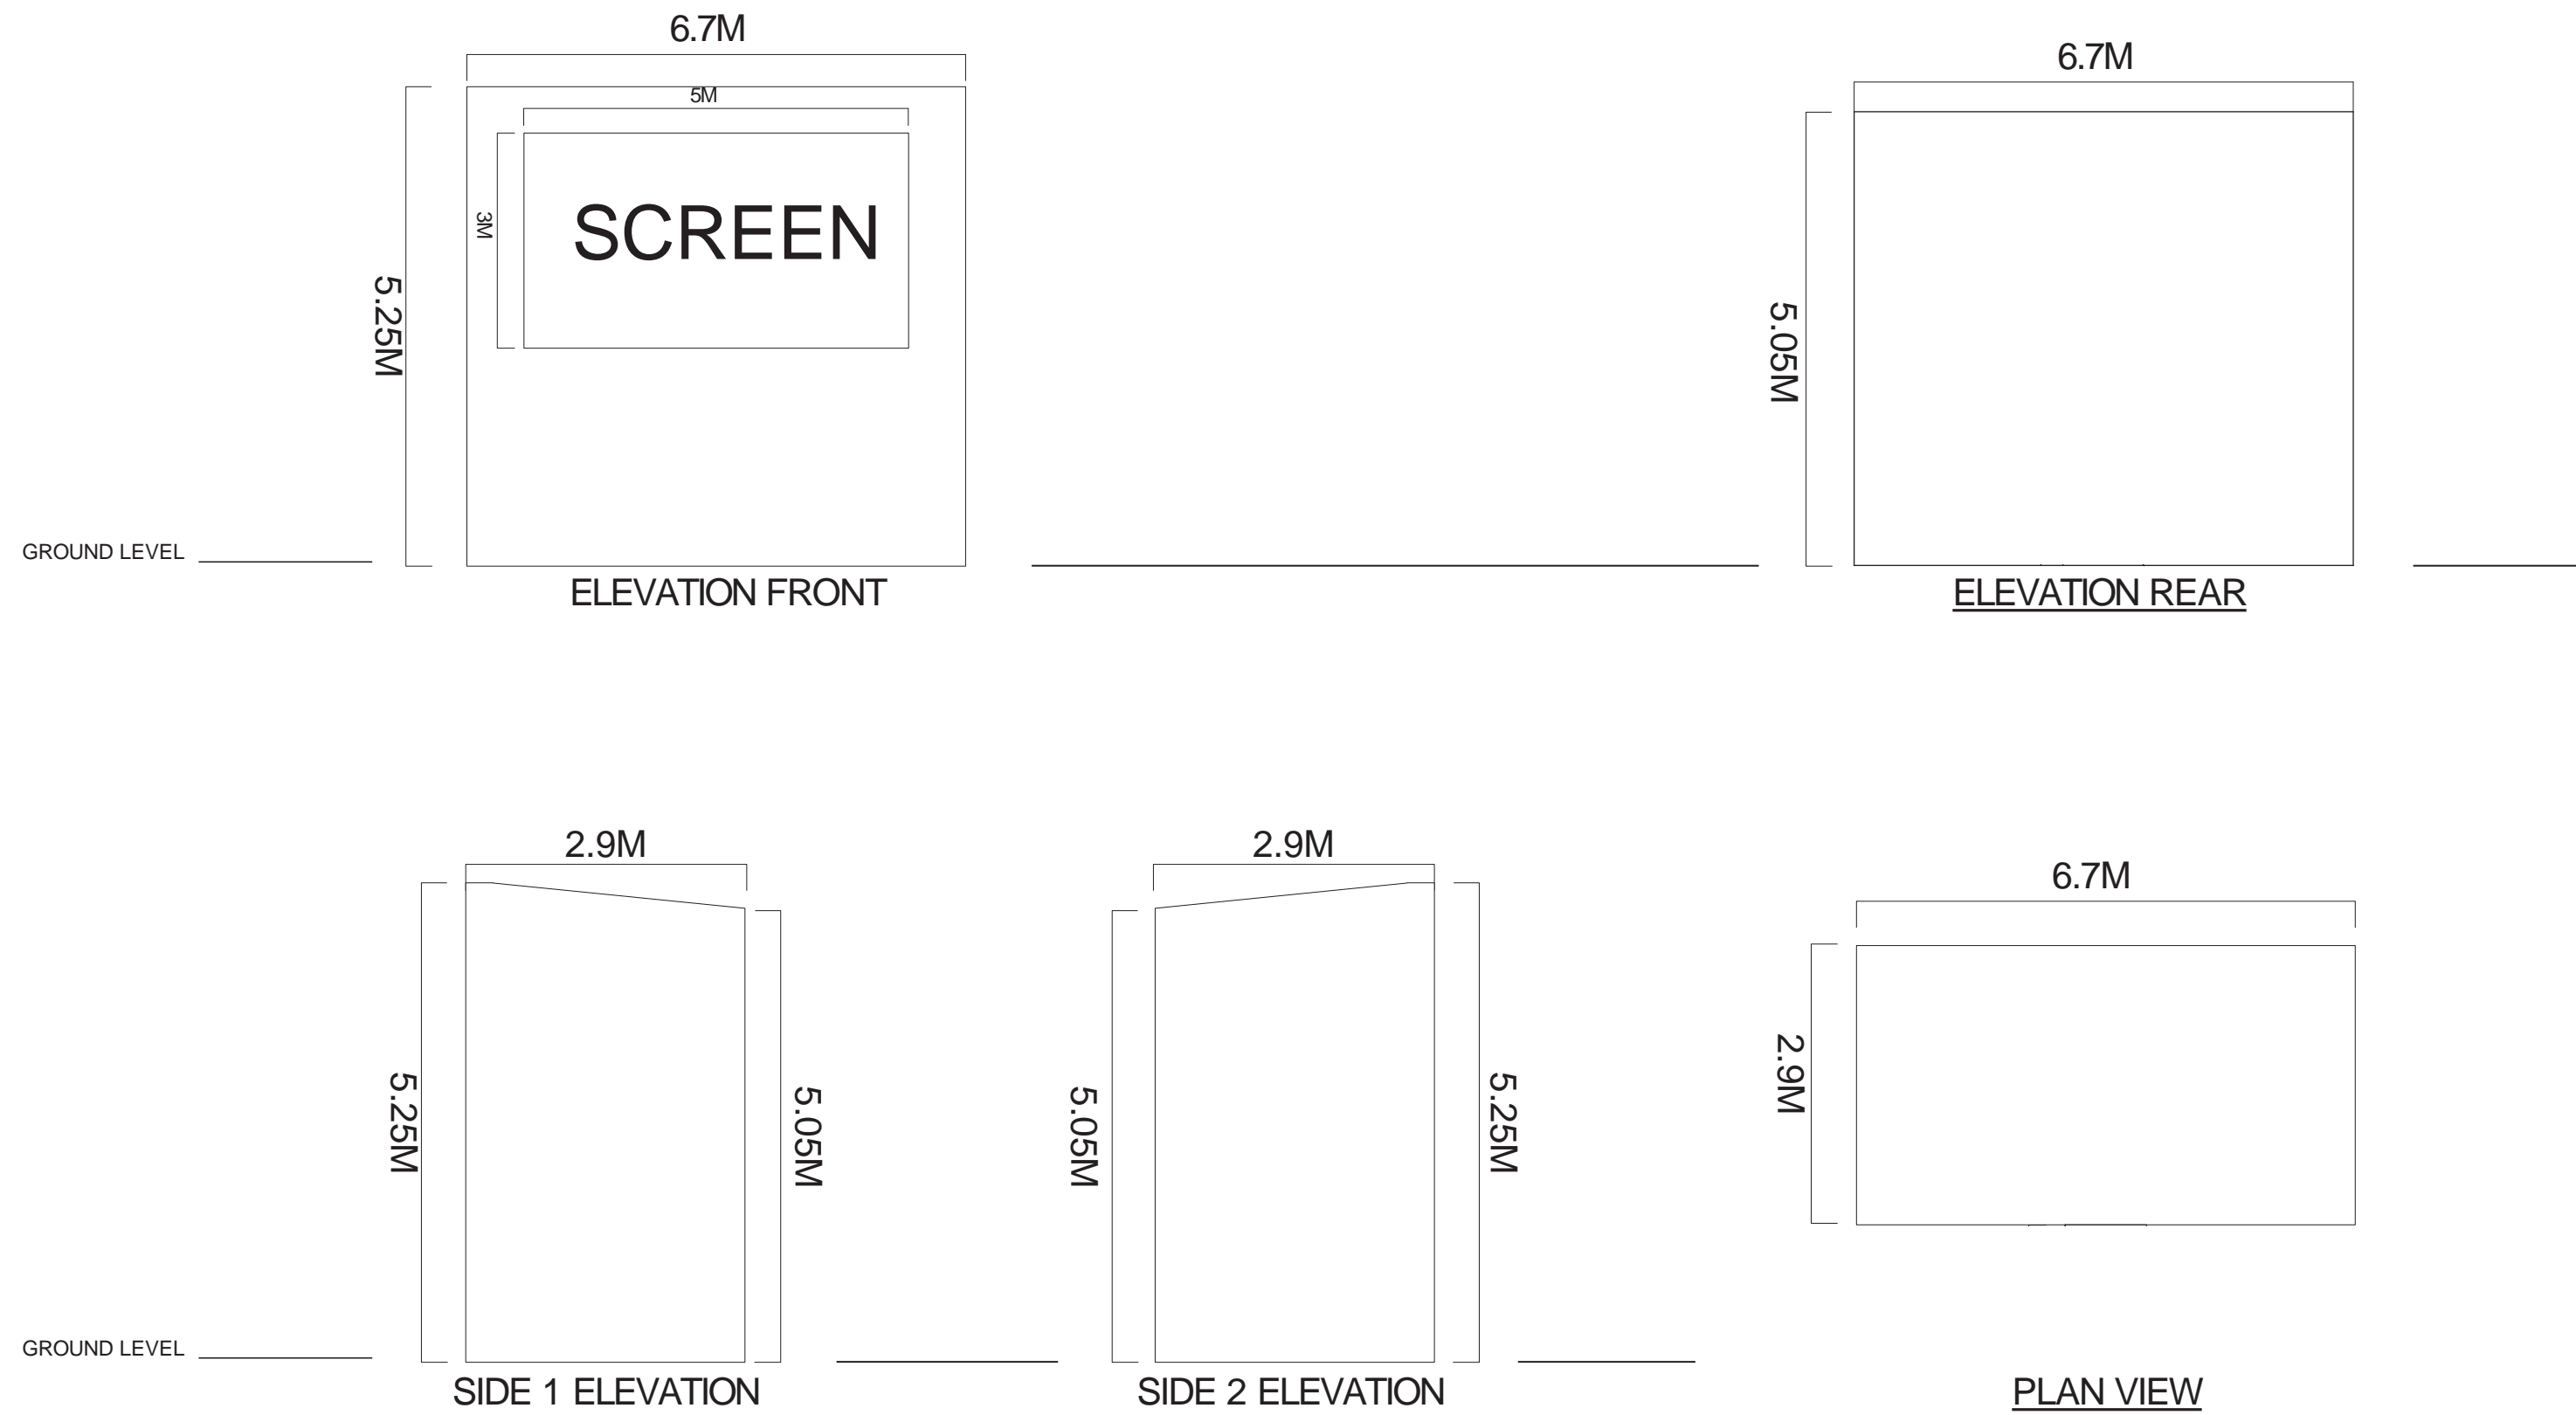 6.7M
5M
3M
SCREEN
5.25M
GROUND LEVEL
ELEVATION FRONT
6.7M
5.05M
ELEVATION REAR
2.9M
5.25M
5.05M
GROUND LEVEL
SIDE 1 ELEVATION
2.9M
5.05M
5.25M
SIDE 2 ELEVATION
6.7M
2.9M
PLAN VIEW